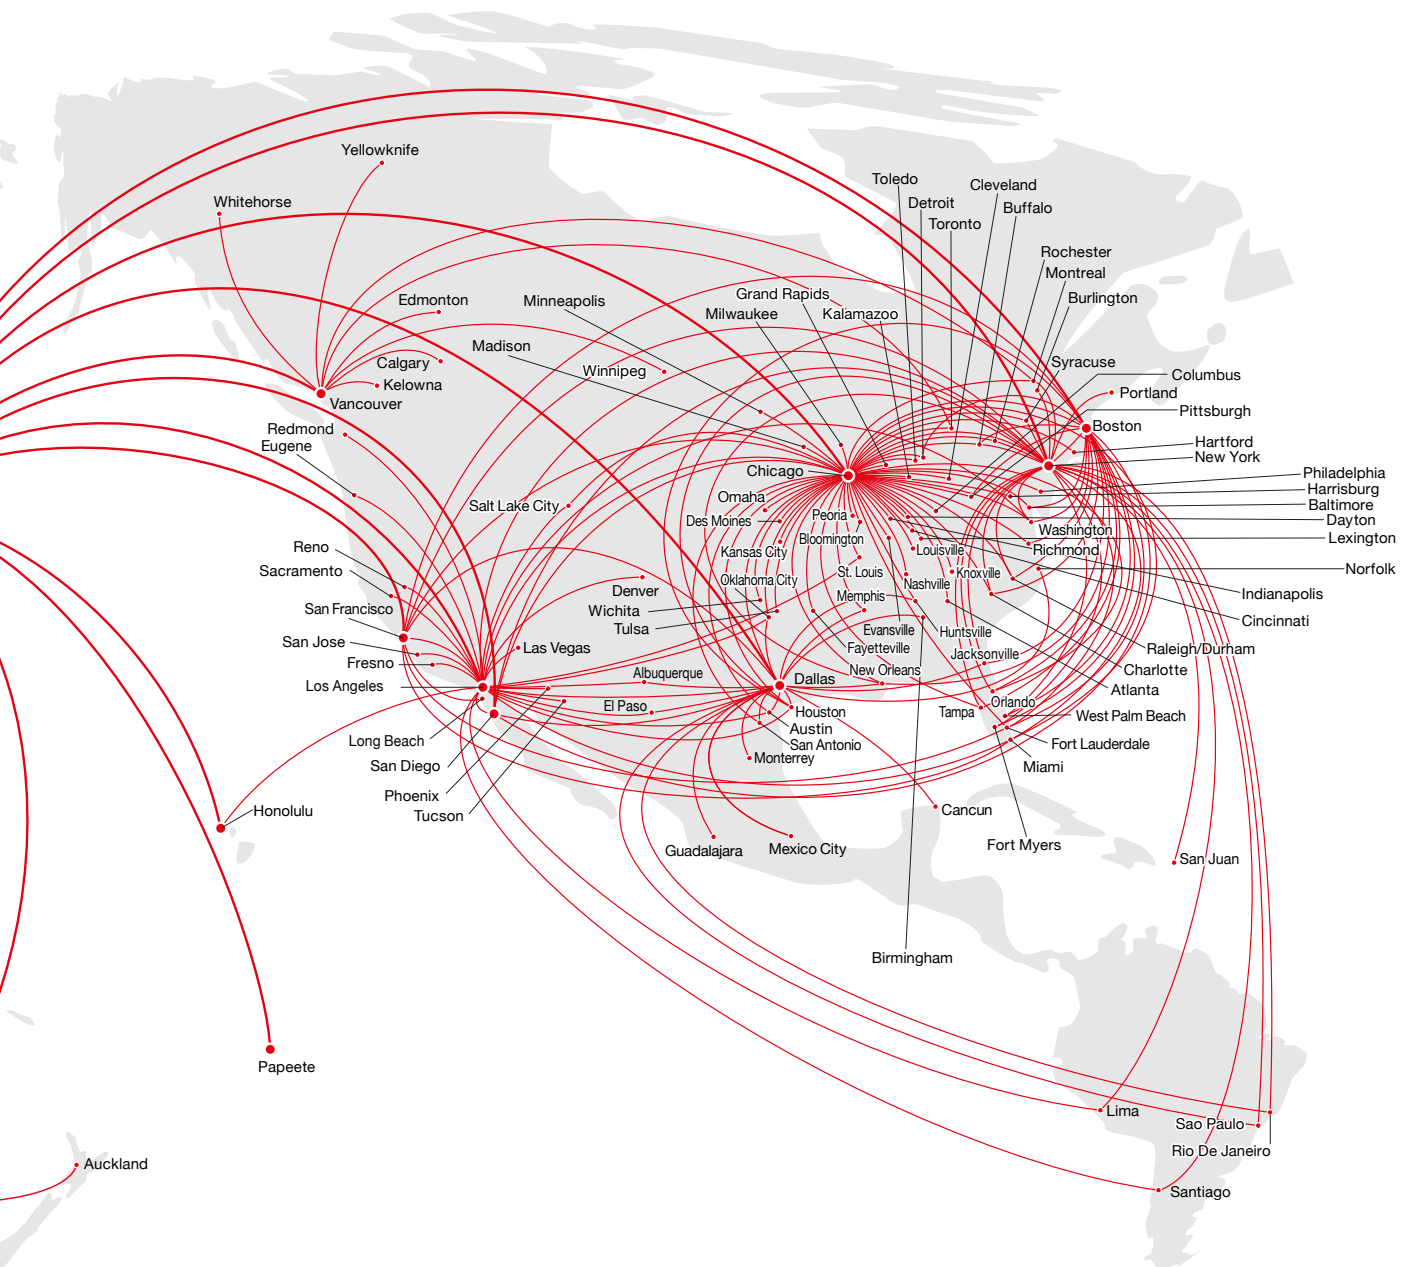 Yellowknife
Toledo
Cleveland
Whitehorse
Detroit
Buffalo
Toronto
Rochester
Montreal
Burlington
Edmonton
Minneapolis
Grand Rapids
Milwaukee
Kalamazoo
Madison
Calgary
Winnipeg
Syracuse
Columbus
Kelowna
Portland
Vancouver
Pittsburgh
Redmond
Boston
Eugene
Hartford
New York
Chicago
Philadelphia
Omaha
Harrisburg
Salt Lake City
Baltimore
Des Moines
Peoria
Dayton
Washington
Bloomington
Lexington
Reno
Kansas City
Louisville
Richmond
Sacramento
St. Louis
Knoxville
Norfolk
Oklahoma City
Nashville
Denver
Memphis
Indianapolis
San Francisco
Wichita
Tulsa
Evansville
Huntsville
Cincinnati
San Jose
Las Vegas
Fayetteville
Jacksonville
Raleigh/Durham
Fresno
Albuquerque
New Orleans
Charlotte
Los Angeles
Dallas
Atlanta
El Paso
Houston
Tampa
Orlando
West Palm Beach
Austin
Long Beach
San Antonio
Fort Lauderdale
San Diego
Monterrey
Miami
Phoenix
Honolulu
Tucson
Cancun
Guadalajara
Mexico City
Fort Myers
San Juan
Birmingham
Papeete
Lima
Sao Paulo
Rio De Janeiro
Auckland
Santiago